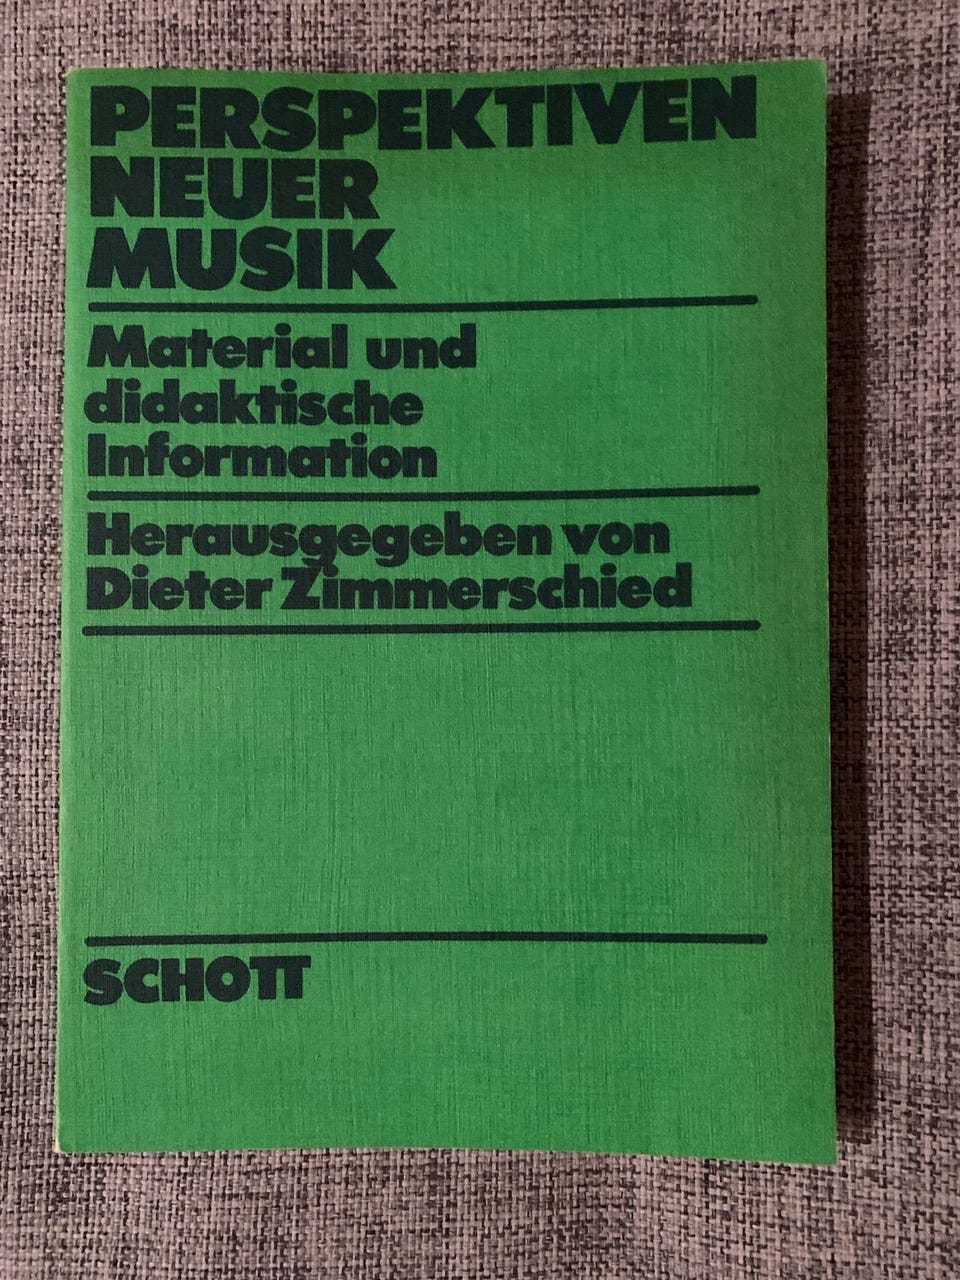 PERSPEKTIVEN
NEUER
MUSIK
Material und
didaktische
Information
Herausgegeben von
Dieter Zimmerschied
SCHOTT